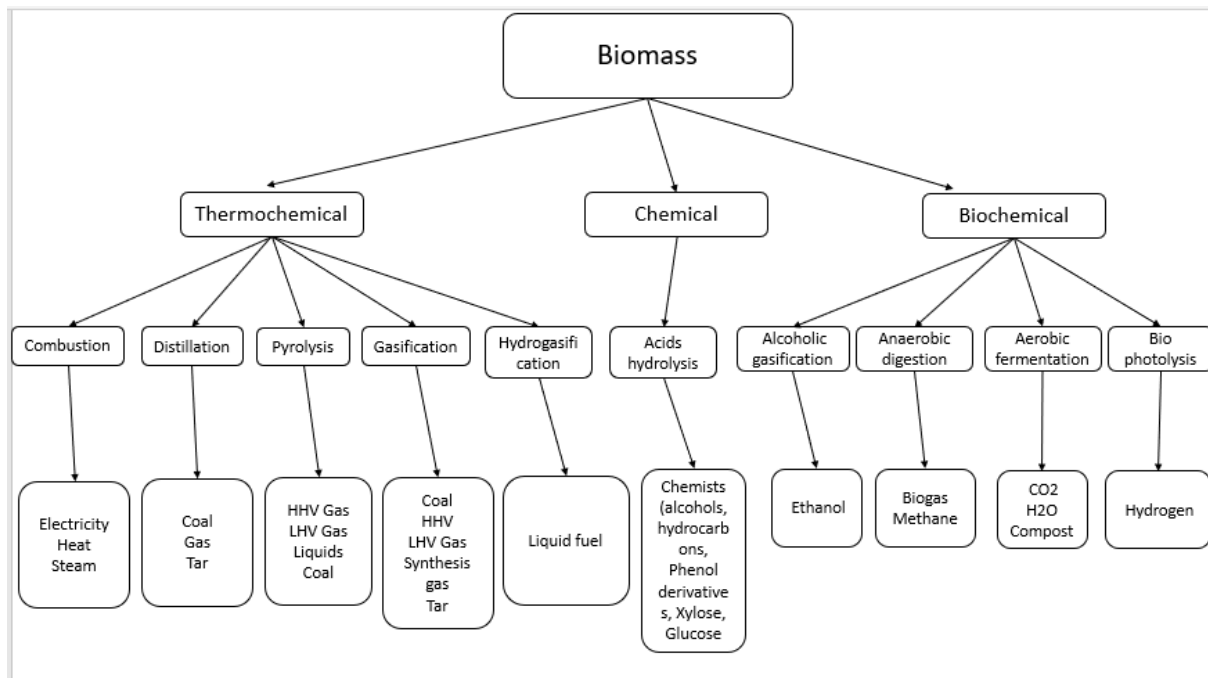 Biomass
Thermochemical
Chemical
Biochemical
Combustion
Distillation
Pyrolysis
Gasification
Hydrogasifi
cation
Acids
hydrolysis
Alcoholic
gasification
Anaerobic
digestion
Aerobic
fermentation
Bio
photolysis
Electricity
Heat
Steam
Coal
Gas
Tar
HHV Gas
LHV Gas
Liquids
Coal
Coal
HHV
LHV Gas
Synthesis
gas
Tar
Liquid fuel
Chemists
(alcohols,
hydrocarb
ons,
Phenol
derivative
s, Xylose,
Glucose
Ethanol
Biogas
Methane
CO2
H2O
Compost
Hydrogen